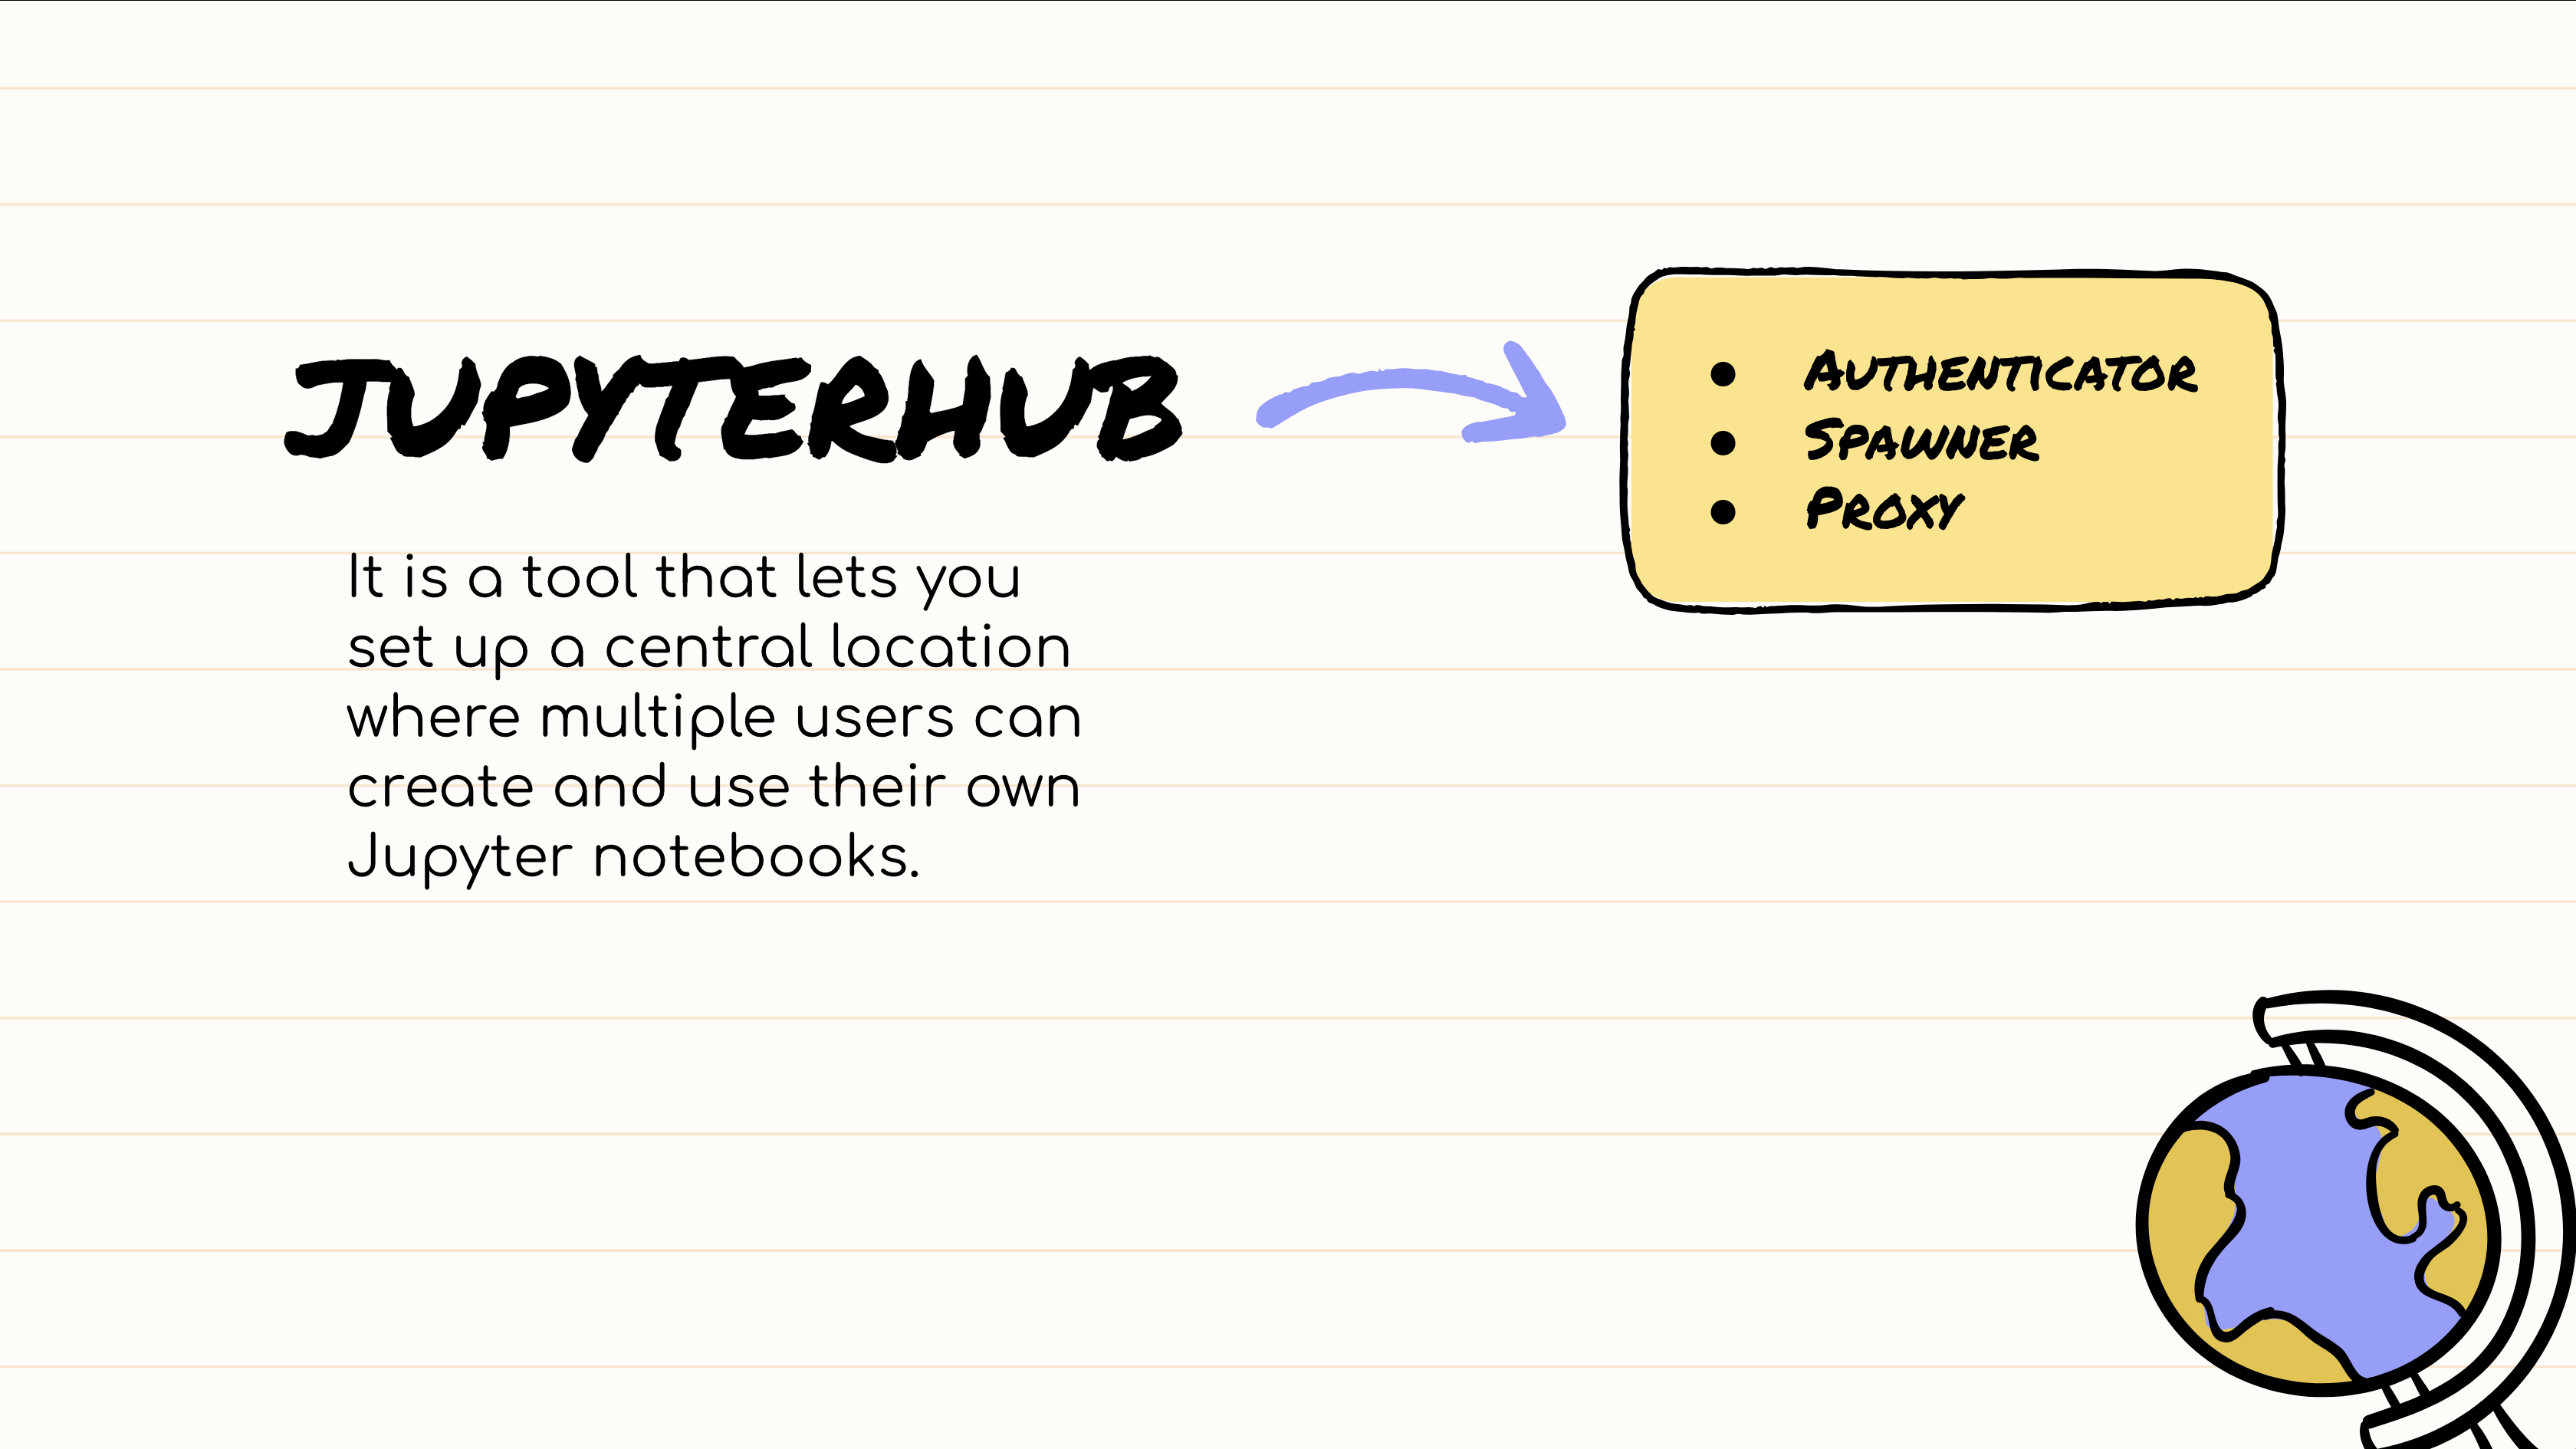 JUPYTERHUB
It is a tool that lets you
set up a central location
where multiple users can
create and use their own
Jupyter notebooks.
● AUTHENTICATOR
● SPAWNER
● PROXY